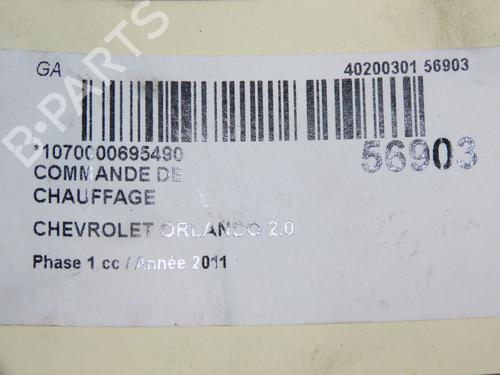 GA 40200301 56903
*1070000695490 56903
COMMANDE DE
CHAUFFAGE
CHEVROLET ORLANDO 2.0
Phase 1 cc / Année 2011
B-PARTS